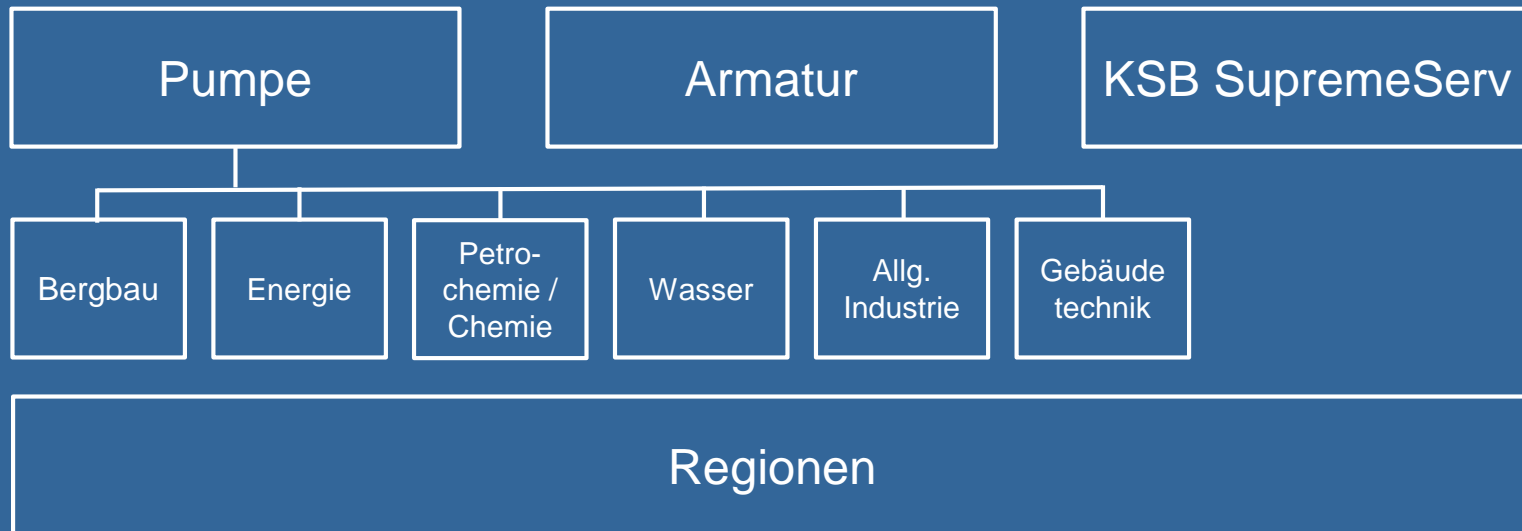 Pumpe
Armatur
KSB SupremeServ
Bergbau
Energie
Petro-
chemie /
Chemie
Wasser
Allg.
Industrie
Gebäude
technik
Regionen